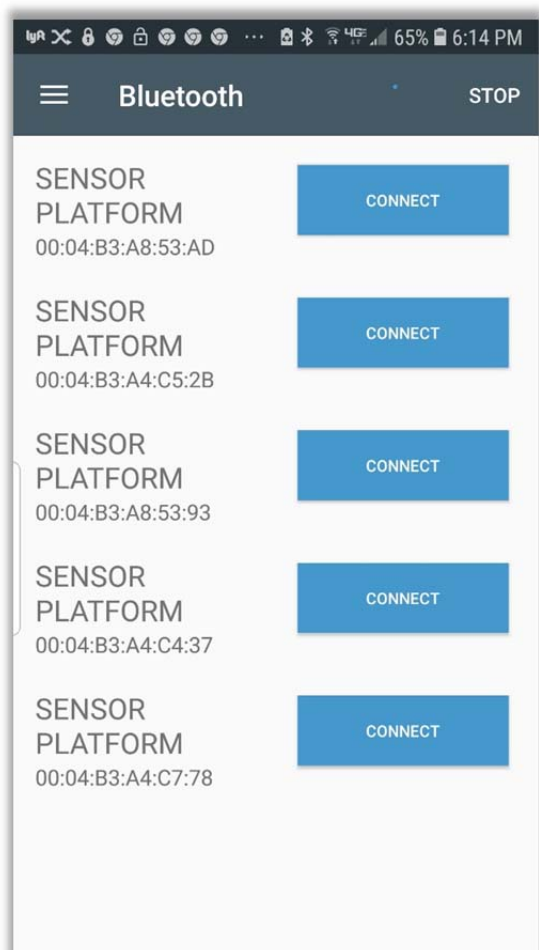 lyft 4GE 65% 6:14 PM
Bluetooth STOP
SENSOR
PLATFORM
00:04:B3:A8:53:AD
CONNECT
SENSOR
PLATFORM
00:04:B3:A4:C5:2B
CONNECT
SENSOR
PLATFORM
00:04:B3:A8:53:93
CONNECT
SENSOR
PLATFORM
00:04:B3:A4:C4:37
CONNECT
SENSOR
PLATFORM
00:04:B3:A4:C7:78
CONNECT